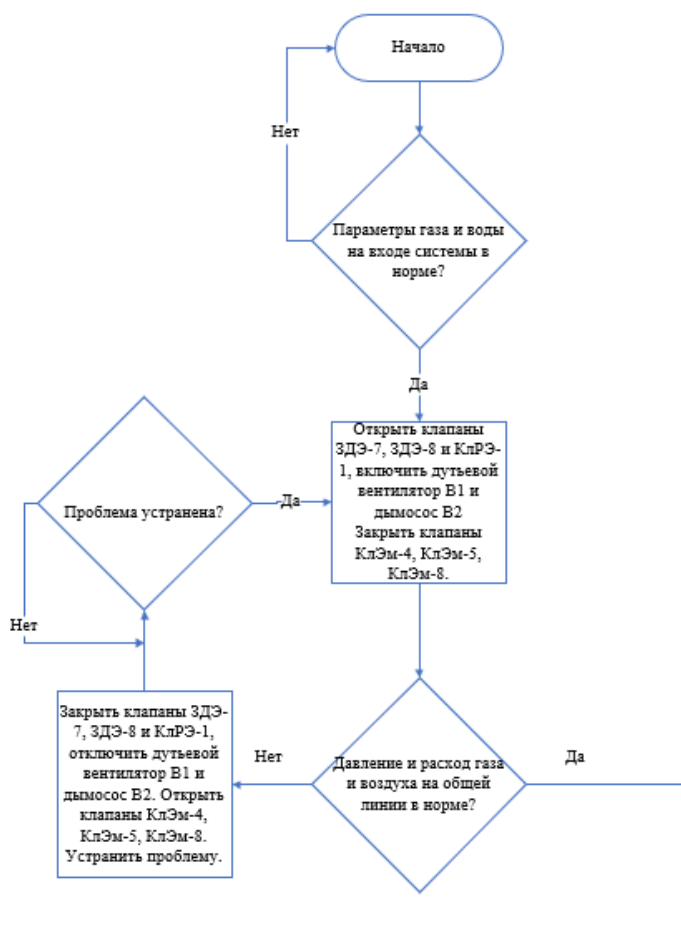 Начало
Нет
Параметры газа и воды
на входе системы в
норме?
Да
Открыть клапаны
ЗДЭ-7, ЗДЭ-8 и КлРЭ-
1, включить дутьевой
вентилятор В1 и
дымосос В2
Закрыть клапаны
КлЭм-4, КлЭм-5,
КлЭм-8.
Проблема устранена?
Да
Нет
Закрыть клапаны ЗДЭ-
7, ЗДЭ-8 и КлРЭ-1,
отключить дутьевой
вентилятор В1 и
дымосос В2. Открыть
клапаны КлЭм-4,
КлЭм-5, КлЭм-8.
Устранить проблему.
Нет
Давление и расход газа
и воздуха на общей
линии в норме?
Да